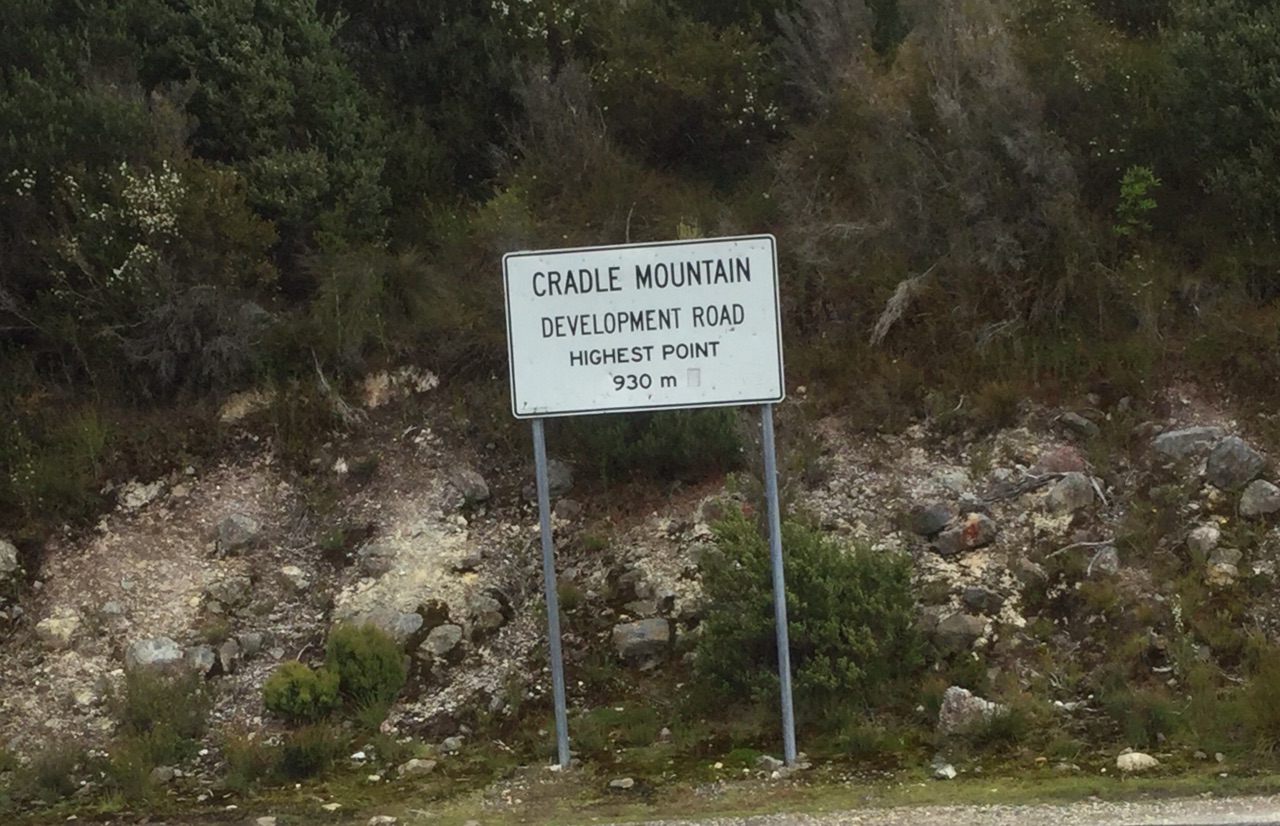 CRADLE MOUNTAIN
DEVELOPMENT ROAD
HIGHEST POINT
930 m